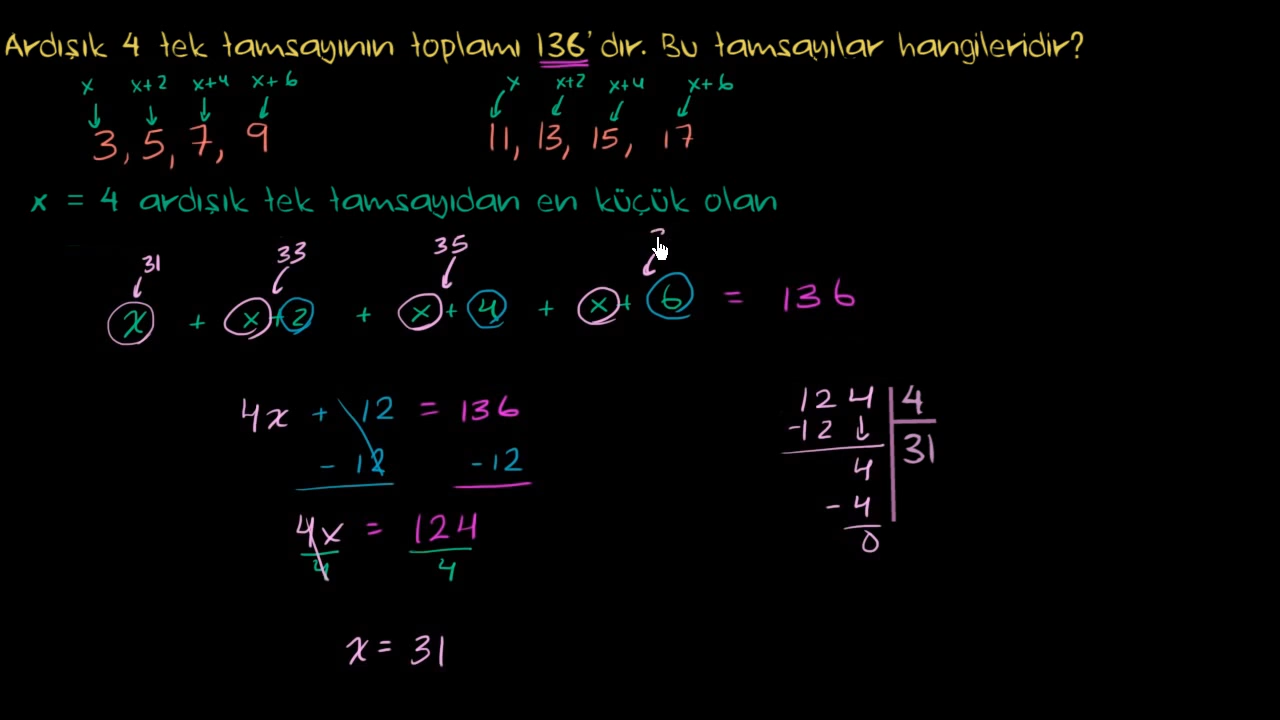 Ardışık 4 tek tamsayının toplamı 136'dır. Bu tamsayılar hangileridir?
x x+2 x+4 x+6 x x+2 x+4 x+6
3, 5, 7, 9 11, 13, 15, 17
x = 4 ardışık tek tamsayıdan en küçük olan
31 33 35
x + x+2 + x+4 + x+6 = 136
4x + 12 = 136
- 12 -12
4x = 124
4 4
x = 31
124 4
-12 31
4
- 4
0